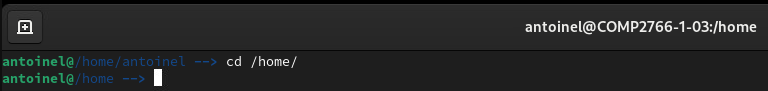 antoinel@COMP2766-1-03:/home
antoinel@/home/antoinel --> cd /home/
antoinel@/home -->